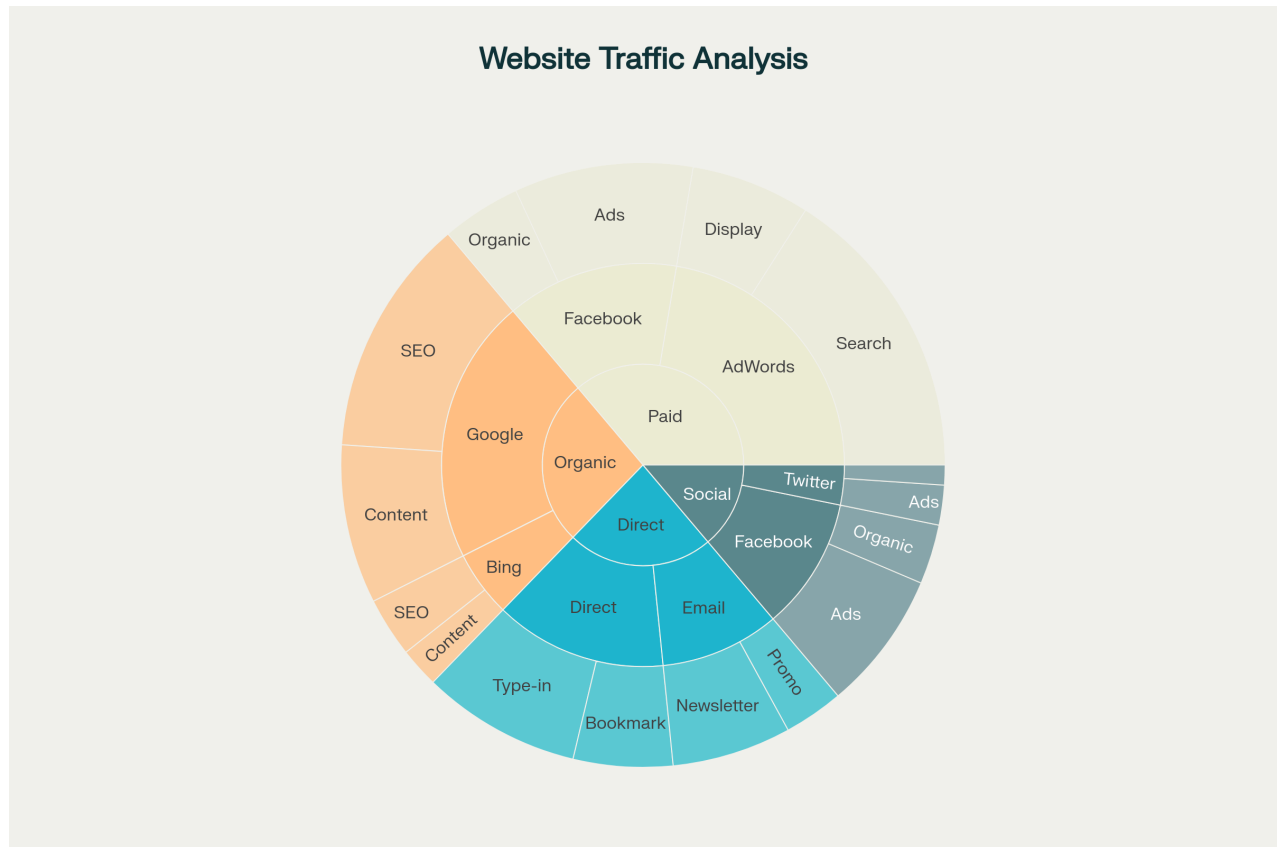 Website Traffic Analysis
Ads
Display
Organic
Facebook
Search
SEO
AdWords
Paid
Google
Organic
Twitter
Social
Ads
Content
Direct
Organic
Facebook
Bing
Direct
Email
SEO
Ads
Content
Promo
Type-in
Newsletter
Bookmark